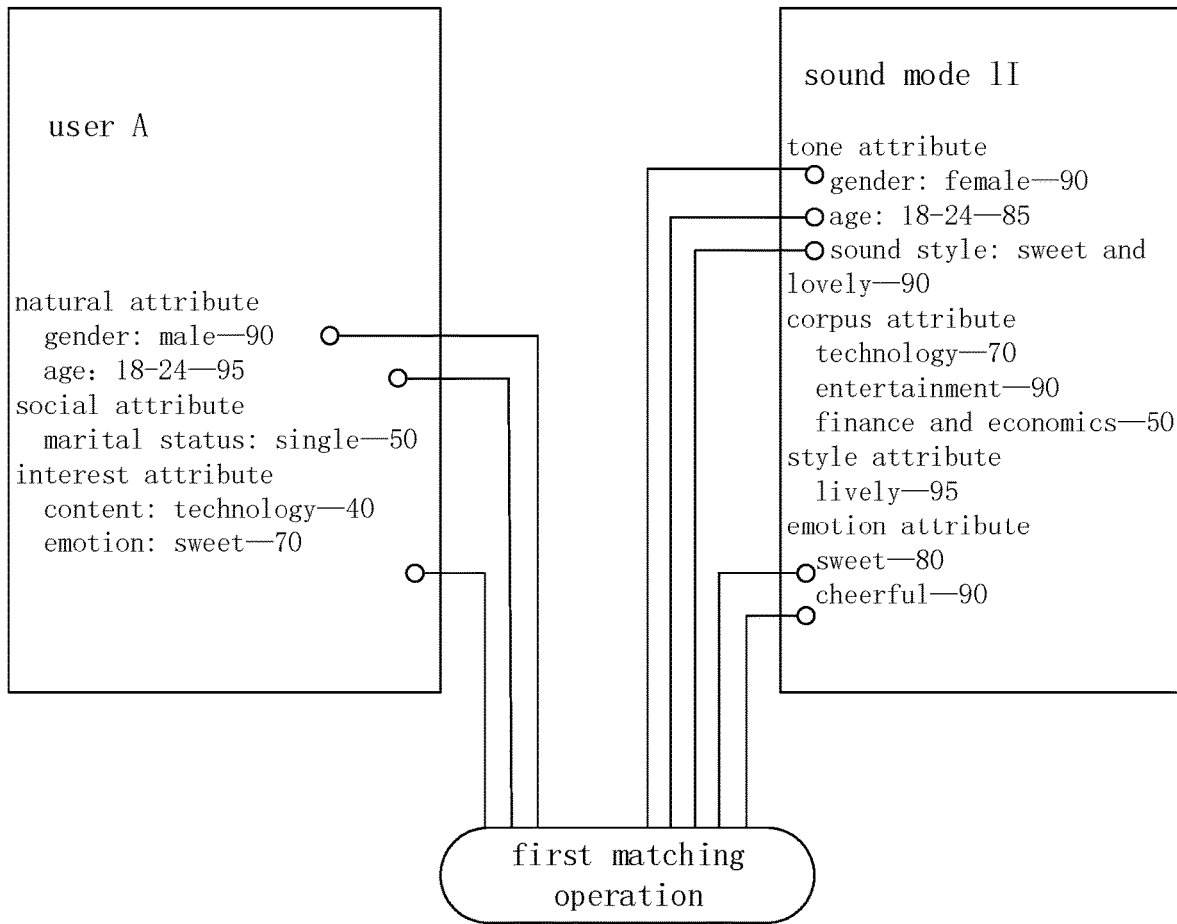 user A
natural attribute
gender: male—90
age: 18-24—95
social attribute
marital status: single—50
interest attribute
content: technology—40
emotion: sweet—70
sound mode lI
tone attribute
gender: female—90
age: 18-24—85
sound style: sweet and
lovely—90
corpus attribute
technology—70
entertainment—90
finance and economics—50
style attribute
lively—95
emotion attribute
sweet—80
cheerful—90
first matching
operation